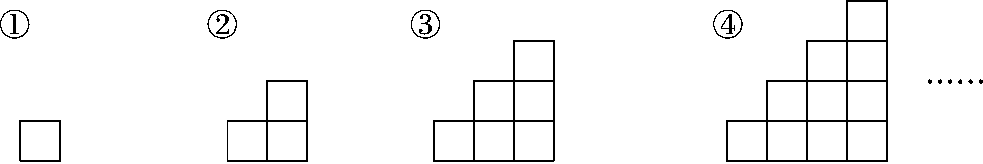 ① ② ③ ④ ……